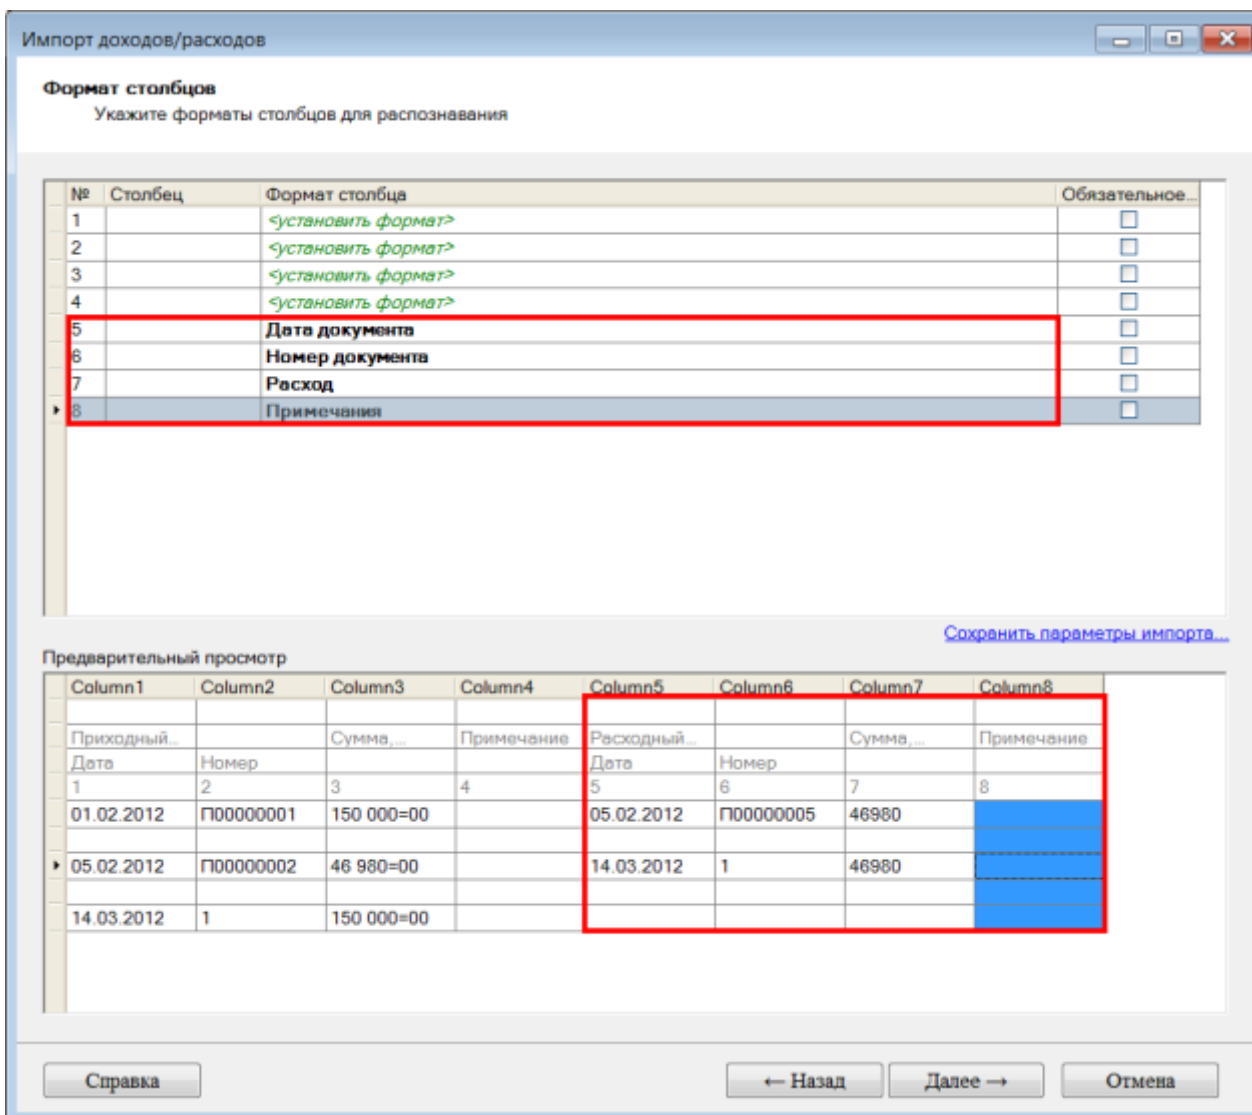 Импорт доходов/расходов
Формат столбцов
Укажите форматы столбцов для распознавания
№ Столбец Формат столбца Обязательное...
1 <установить формат>
2 <установить формат>
3 <установить формат>
4 <установить формат>
5 Дата документа
6 Номер документа
7 Расход
8 Примечания
Сохранить параметры импорта...
Предварительный просмотр
Column1 Column2 Column3 Column4 Column5 Column6 Column7 Column8
Приходный... Сумма,... Примечание Расходный... Сумма,... Примечание
Дата Номер Дата Номер
1 2 3 4 5 6 7 8
01.02.2012 П00000001 150 000=00 05.02.2012 П00000005 46980
05.02.2012 П00000002 46 980=00 14.03.2012 1 46980
14.03.2012 1 150 000=00
Справка ← Назад Далее → Отмена